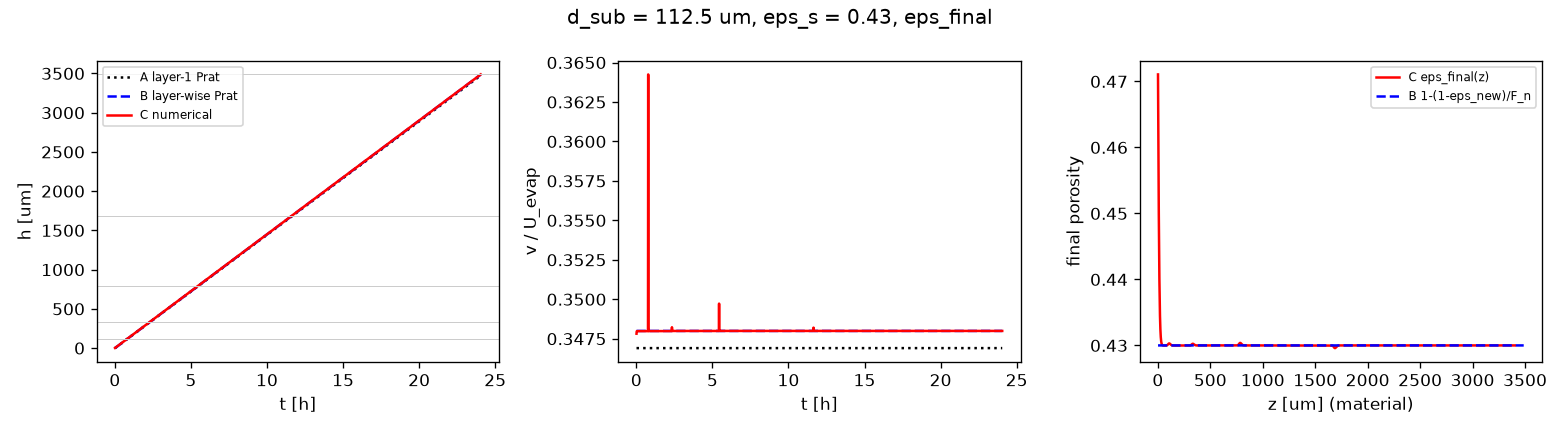 d_sub = 112.5 um, eps_s = 0.43, eps_final
h [um]
3500
3000
2500
2000
1500
1000
500
0
A layer-1 Prat
B layer-wise Prat
C numerical
0 5 10 15 20 25
t [h]
v / U_evap
0.3650
0.3625
0.3600
0.3575
0.3550
0.3525
0.3500
0.3475
0 5 10 15 20 25
t [h]
final porosity
0.47
0.46
0.45
0.44
0.43
C eps_final(z)
B 1-(1-eps_new)/F_n
0 500 1000 1500 2000 2500 3000 3500
z [um] (material)